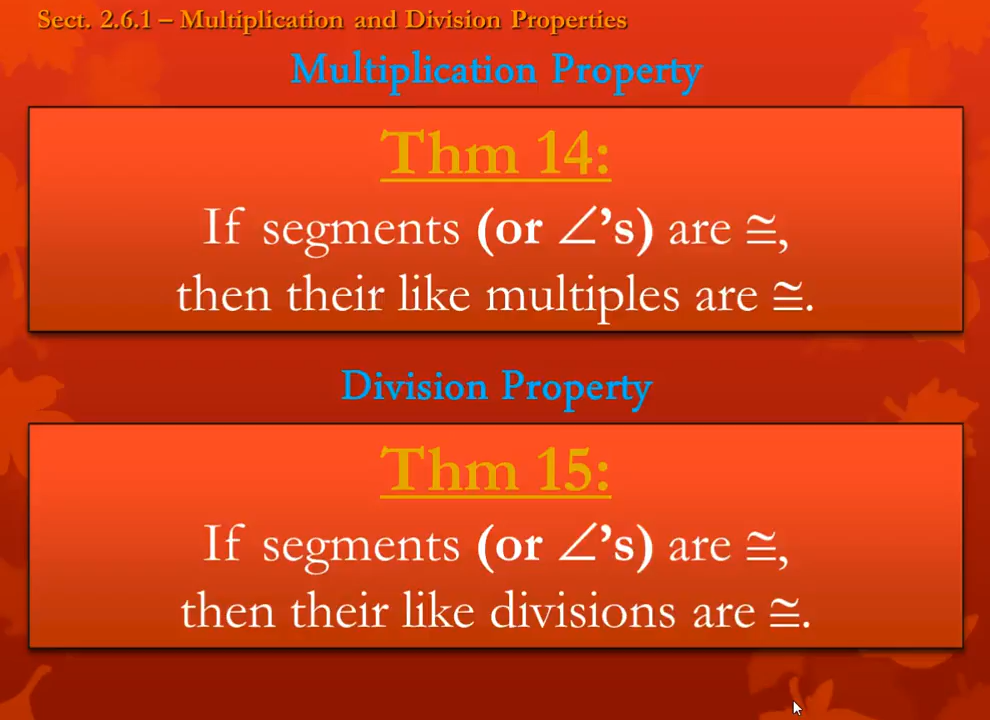 Sect. 2.6.1 – Multiplication and Division Properties
Multiplication Property
Thm 14:
If segments (or ∠’s) are ≅,
then their like multiples are ≅.
Division Property
Thm 15:
If segments (or ∠’s) are ≅,
then their like divisions are ≅.